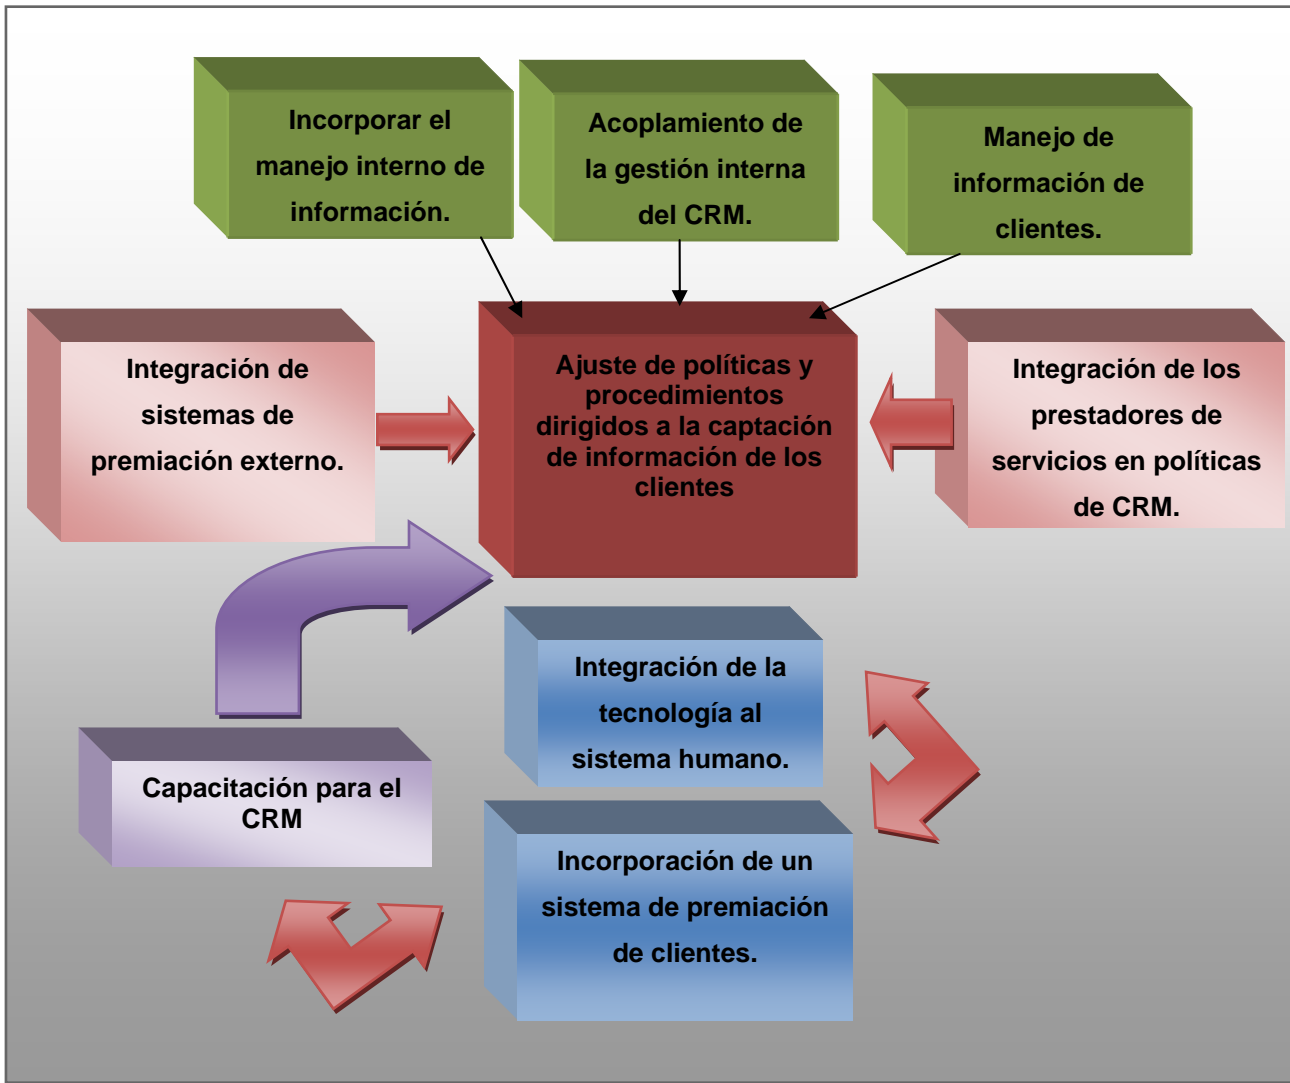 Incorporar el
manejo interno de
información.
Acoplamiento de
la gestión interna
del CRM.
Manejo de
información de
clientes.
Integración de
sistemas de
premiación externo.
Ajuste de políticas y
procedimientos
dirigidos a la captación
de información de los
clientes
Integración de los
prestadores de
servicios en políticas
de CRM.
Integración de la
tecnología al
sistema humano.
Capacitación para el
CRM
Incorporación de un
sistema de premiación
de clientes.